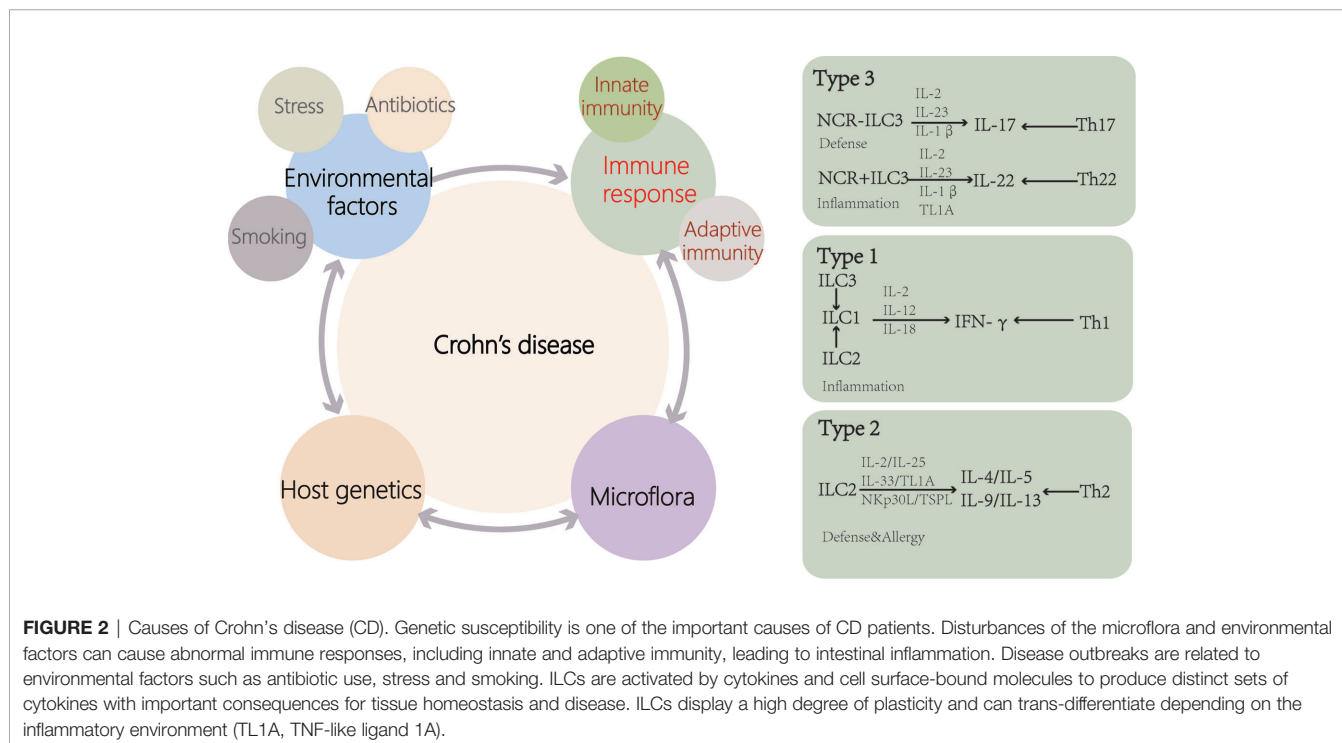 Stress
Antibiotics
Environmental
factors
Smoking
Innate
immunity
Immune
response
Adaptive
immunity
Crohn's disease
Host genetics
Microflora
Type 3
IL-2
IL-23
NCR-ILC3 IL-1 β IL-17 Th17
Defense
IL-2
IL-23
NCR+ILC3 IL-1 β IL-22 Th22
Inflammation TL1A
Type 1
ILC3
IL-2
IL-12
ILC1 IL-18 IFN- γ Th1
ILC2
Inflammation
Type 2
IL-2/IL-25
IL-33/TL1A IL-4/IL-5
ILC2 NKp30L/TSPL IL-9/IL-13 Th2
Defense&Allergy
FIGURE 2 | Causes of Crohn's disease (CD). Genetic susceptibility is one of the important causes of CD patients. Disturbances of the microflora and environmental
factors can cause abnormal immune responses, including innate and adaptive immunity, leading to intestinal inflammation. Disease outbreaks are related to
environmental factors such as antibiotic use, stress and smoking. ILCs are activated by cytokines and cell surface-bound molecules to produce distinct sets of
cytokines with important consequences for tissue homeostasis and disease. ILCs display a high degree of plasticity and can trans-differentiate depending on the
inflammatory environment (TL1A, TNF-like ligand 1A).